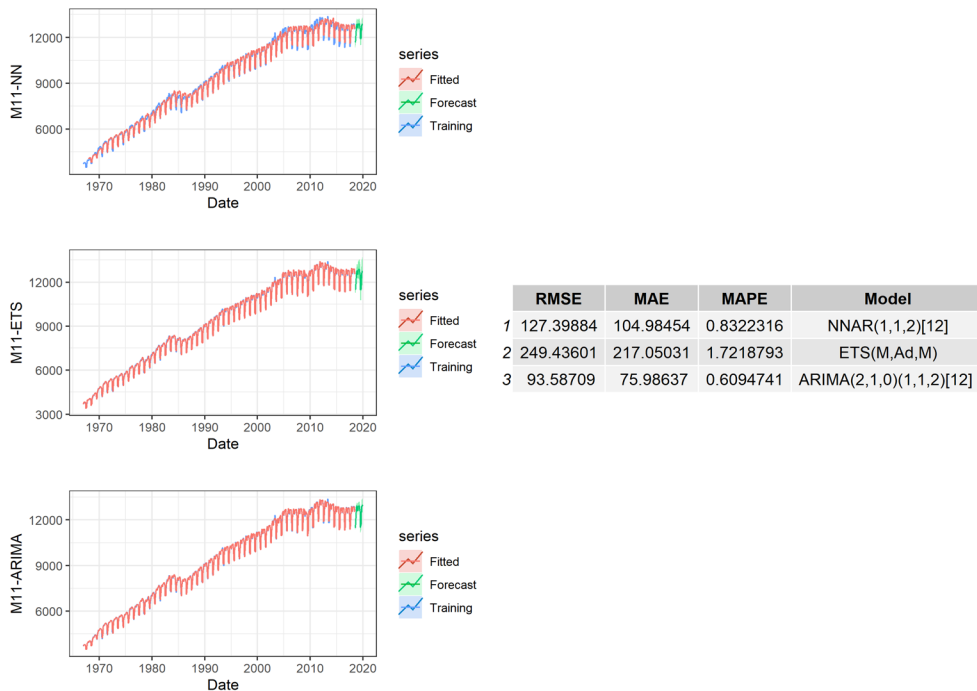 12000
9000
6000
M11-NN
1970 1980 1990 2000 2010 2020
Date
series
Fitted
Forecast
Training
12000
9000
6000
3000
M11-ETS
1970 1980 1990 2000 2010 2020
Date
series
Fitted
Forecast
Training
RMSE MAE MAPE Model
1 127.39884 104.98454 0.8322316 NNAR(1,1,2)[12]
2 249.43601 217.05031 1.7218793 ETS(M,Ad,M)
3 93.58709 75.98637 0.6094741 ARIMA(2,1,0)(1,1,2)[12]
12000
9000
6000
M11-ARIMA
1970 1980 1990 2000 2010 2020
Date
series
Fitted
Forecast
Training